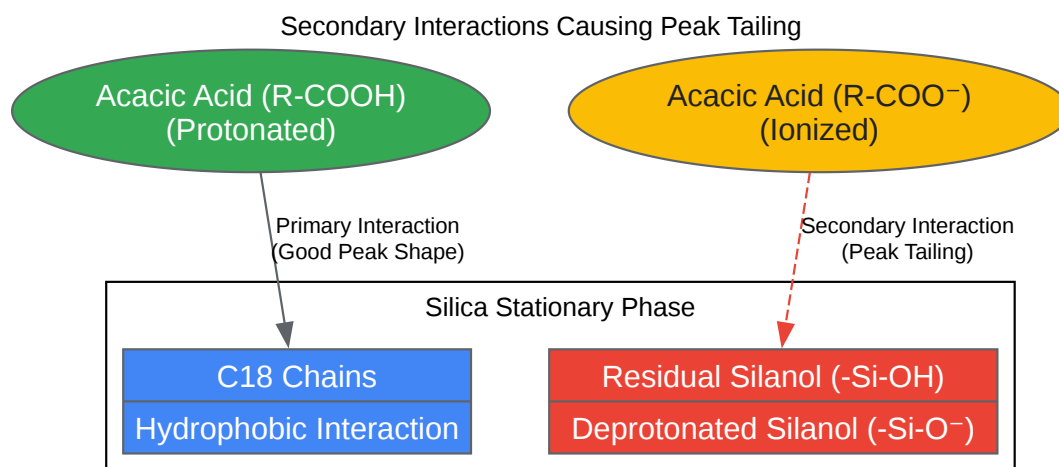 Secondary Interactions Causing Peak Tailing
Acacic Acid (R-COOH)
(Protonated)
Acacic Acid (R-COO⁻)
(Ionized)
Primary Interaction
(Good Peak Shape)
Secondary Interaction
(Peak Tailing)
Silica Stationary Phase
C18 Chains
Hydrophobic Interaction
Residual Silanol (-Si-OH)
Deprotonated Silanol (-Si-O⁻)